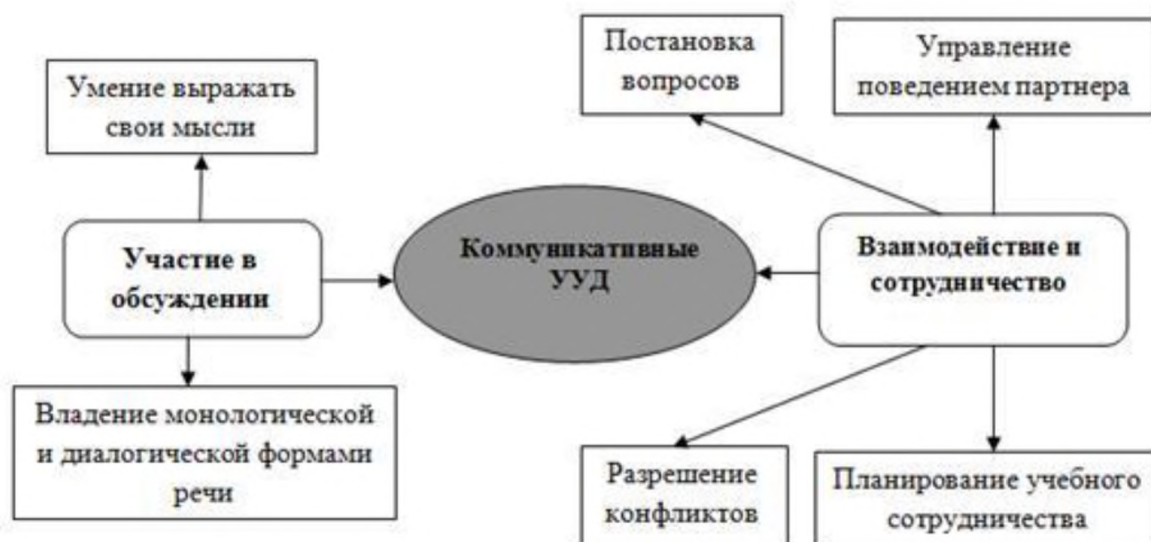 Постановка
вопросов
Управление
поведением партнера
Умение выражать
свои мысли
Участие в
обсуждении
Коммуникативные
УУД
Взаимодействие и
сотрудничество
Владение монологической
и диалогической формами
речи
Разрешение
конфликтов
Планирование учебного
сотрудничества